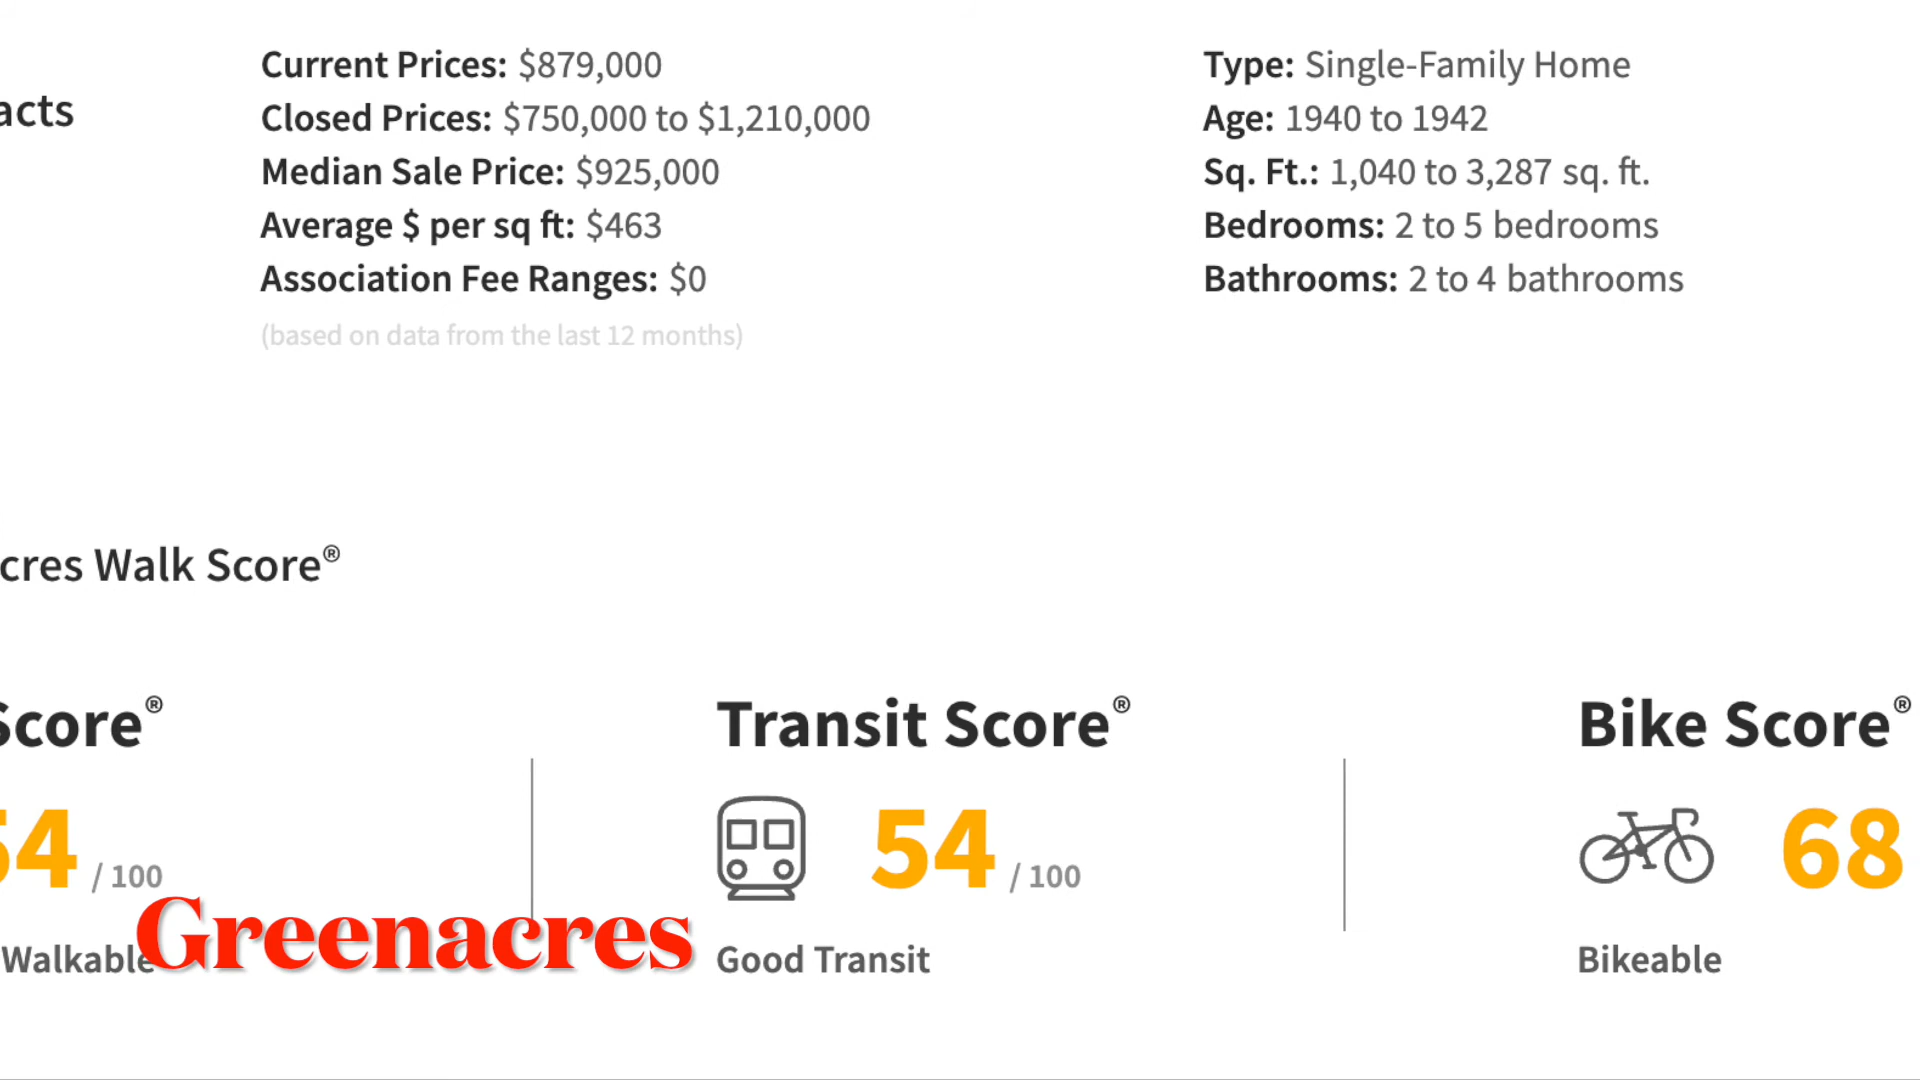 acts
Current Prices: $879,000
Closed Prices: $750,000 to $1,210,000
Median Sale Price: $925,000
Average $ per sq ft: $463
Association Fee Ranges: $0
(based on data from the last 12 months)
Type: Single-Family Home
Age: 1940 to 1942
Sq. Ft.: 1,040 to 3,287 sq. ft.
Bedrooms: 2 to 5 bedrooms
Bathrooms: 2 to 4 bathrooms
cres Walk Score®
Score®
54 / 100
Walkable
Transit Score®
54 / 100
Good Transit
Bike Score®
68
Bikeable
Greenacres